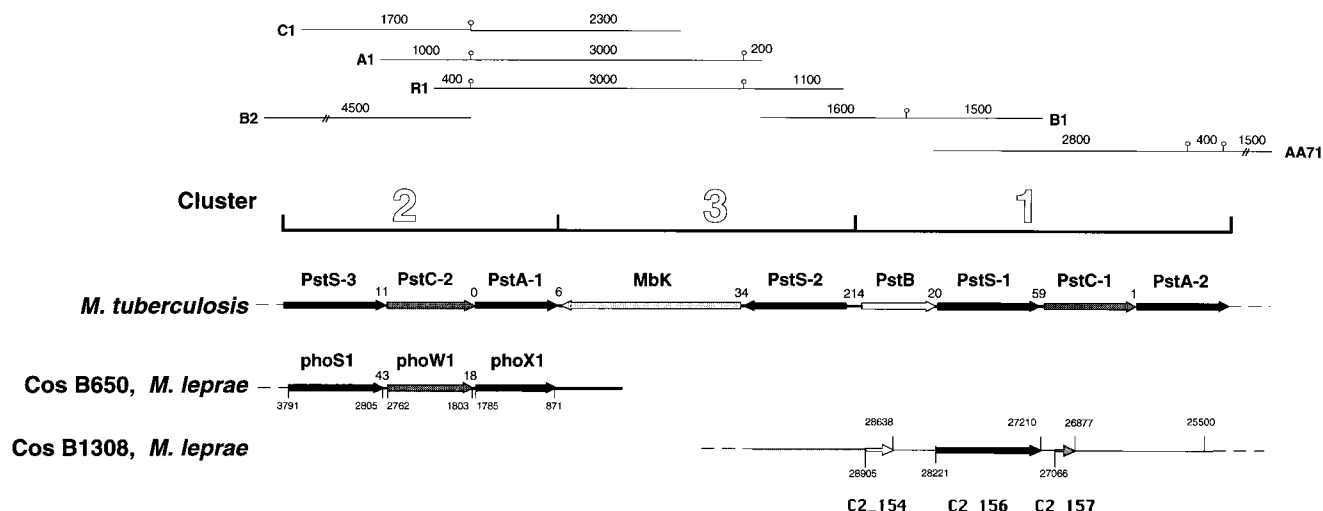 C1 1700 2300
A1 1000 3000 200
R1 400 3000 1100
B2 4500 1600 1500 B1
2800 400 1500 AA71
Cluster 2 3 1
PstS-3 PstC-2 PstA-1 MbK PstS-2 PstB PstS-1 PstC-1 PstA-2
11 0 6 34 214 20 59 1
M. tuberculosis
phoS1 phoW1 phoX1
43 18
Cos B650, M. leprae
3791 2805 2762 1803 1785 871
28638 27210 26877 25500
Cos B1308, M. leprae
28905 28221 27066
C2_154 C2_156 C2_157